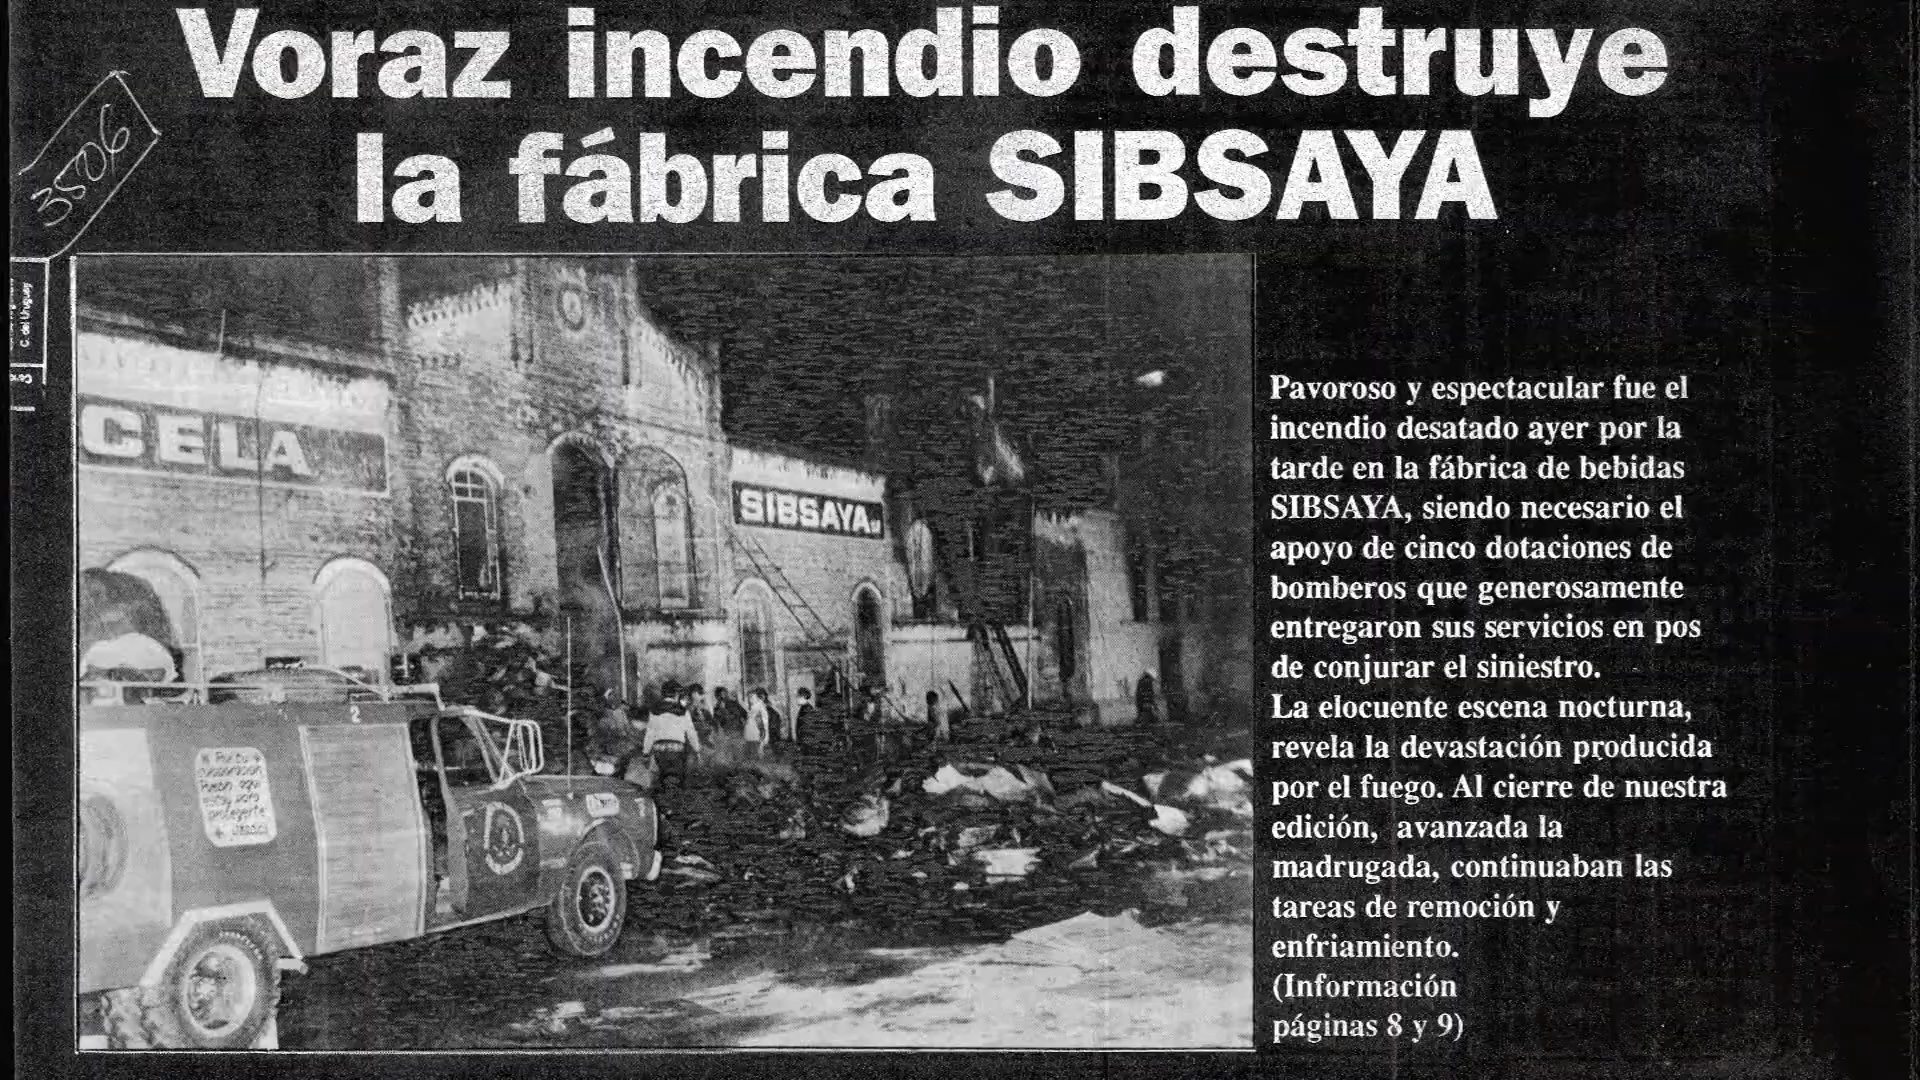 Voraz incendio destruye
la fábrica SIBSAYA
3506
C. del Uruguay
CELA
SIBSAYA
2
Pavoroso y espectacular fue el
incendio desatado ayer por la
tarde en la fábrica de bebidas
SIBSAYA, siendo necesario el
apoyo de cinco dotaciones de
bomberos que generosamente
entregaron sus servicios en pos
de conjurar el siniestro.
La elocuente escena nocturna,
revela la devastación producida
por el fuego. Al cierre de nuestra
edición, avanzada la
madrugada, continuaban las
tareas de remoción y
enfriamiento.
(Información
páginas 8 y 9)